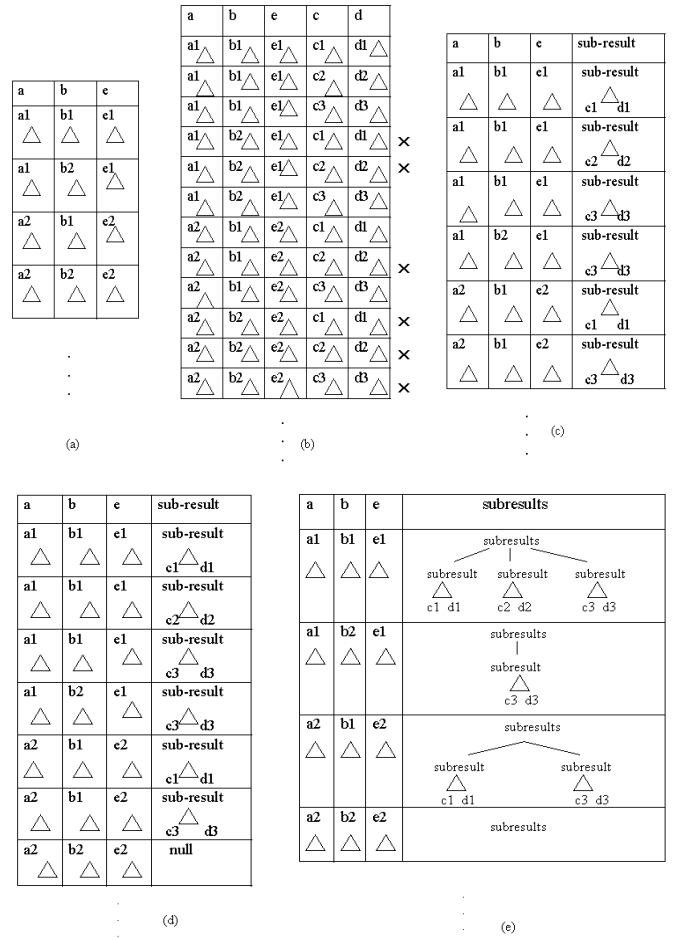 a b e
a1 b1 e1
a1 b2 e1
a2 b1 e2
a2 b2 e2
(a)
a b e c d
a1 b1 e1 c1 d1
a1 b1 e1 c2 d2
a1 b1 e1 c3 d3
a1 b2 e1 c1 d1 ×
a1 b2 e1 c2 d2 ×
a1 b2 e1 c3 d3
a2 b1 e2 c1 d1
a2 b1 e2 c2 d2 ×
a2 b1 e2 c3 d3
a2 b2 e2 c1 d1 ×
a2 b2 e2 c2 d2 ×
a2 b2 e2 c3 d3 ×
(b)
a b e sub-result
a1 b1 e1 sub-result
c1 d1
a1 b1 e1 sub-result
c2 d2
a1 b1 e1 sub-result
c3 d3
a1 b2 e1 sub-result
c3 d3
a2 b1 e2 sub-result
c1 d1
a2 b1 e2 sub-result
c3 d3
(c)
a b e sub-result
a1 b1 e1 sub-result
c1 d1
a1 b1 e1 sub-result
c2 d2
a1 b1 e1 sub-result
c3 d3
a1 b2 e1 sub-result
c3 d3
a2 b1 e2 sub-result
c1 d1
a2 b1 e2 sub-result
c3 d3
a2 b2 e2 null
(d)
a b e subresults
a1 b1 e1 subresults
subresult subresult subresult
c1 d1 c2 d2 c3 d3
a1 b2 e1 subresults
subresult
c3 d3
a2 b1 e2 subresults
subresult subresult
c1 d1 c3 d3
a2 b2 e2 subresults
(e)